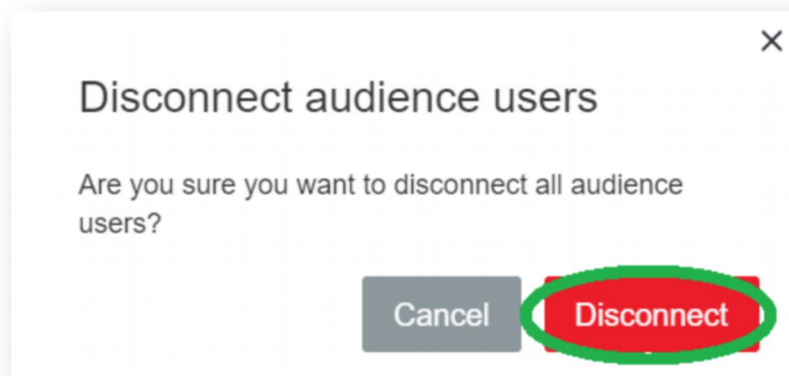 Disconnect audience users
Are you sure you want to disconnect all audience
users?
Cancel
Disconnect